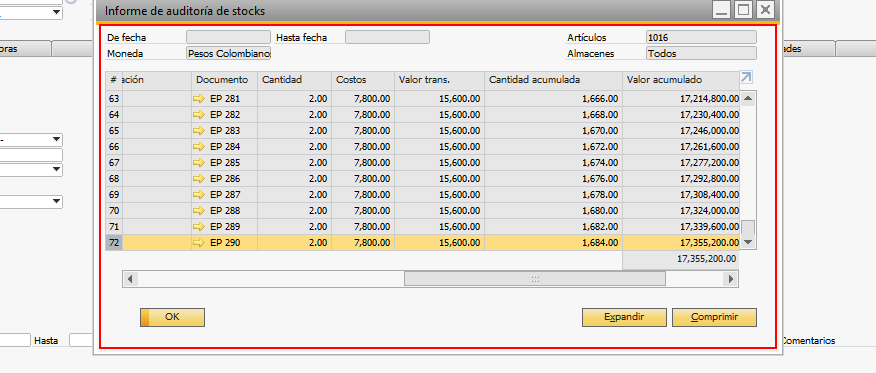 Informe de auditoría de stocks
De fecha Hasta fecha Artículos 1016
Moneda Pesos Colombianos Almacenes Todos
oras ades
# ación Documento Cantidad Costos Valor trans. Cantidad acumulada Valor acumulado
63 EP 281 2.00 7,800.00 15,600.00 1,666.00 17,214,800.00
64 EP 282 2.00 7,800.00 15,600.00 1,668.00 17,230,400.00
65 EP 283 2.00 7,800.00 15,600.00 1,670.00 17,246,000.00
66 EP 284 2.00 7,800.00 15,600.00 1,672.00 17,261,600.00
67 EP 285 2.00 7,800.00 15,600.00 1,674.00 17,277,200.00
68 EP 286 2.00 7,800.00 15,600.00 1,676.00 17,292,800.00
69 EP 287 2.00 7,800.00 15,600.00 1,678.00 17,308,400.00
70 EP 288 2.00 7,800.00 15,600.00 1,680.00 17,324,000.00
71 EP 289 2.00 7,800.00 15,600.00 1,682.00 17,339,600.00
72 EP 290 2.00 7,800.00 15,600.00 1,684.00 17,355,200.00
17,355,200.00
OK Expandir Comprimir
Hasta Comentarios